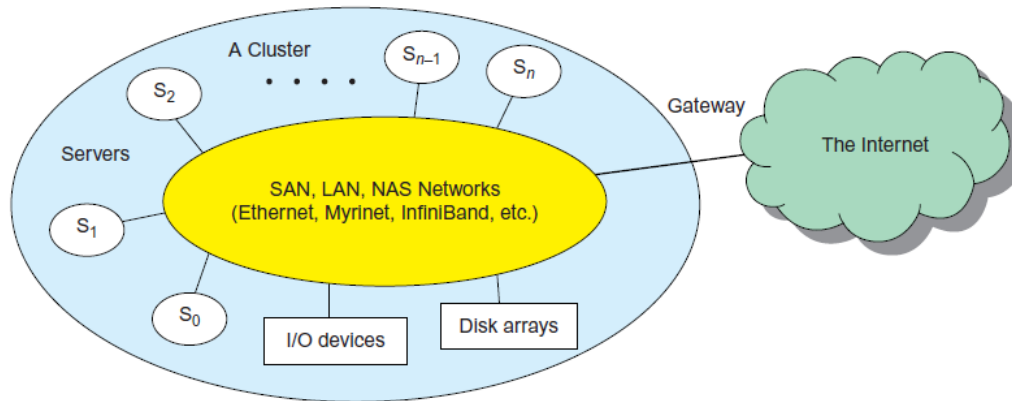 A Cluster
S₀
S₁
S₂
. . . .
Sₙ₋₁
Sₙ
Servers
Gateway
The Internet
SAN, LAN, NAS Networks
(Ethernet, Myrinet, InfiniBand, etc.)
I/O devices
Disk arrays